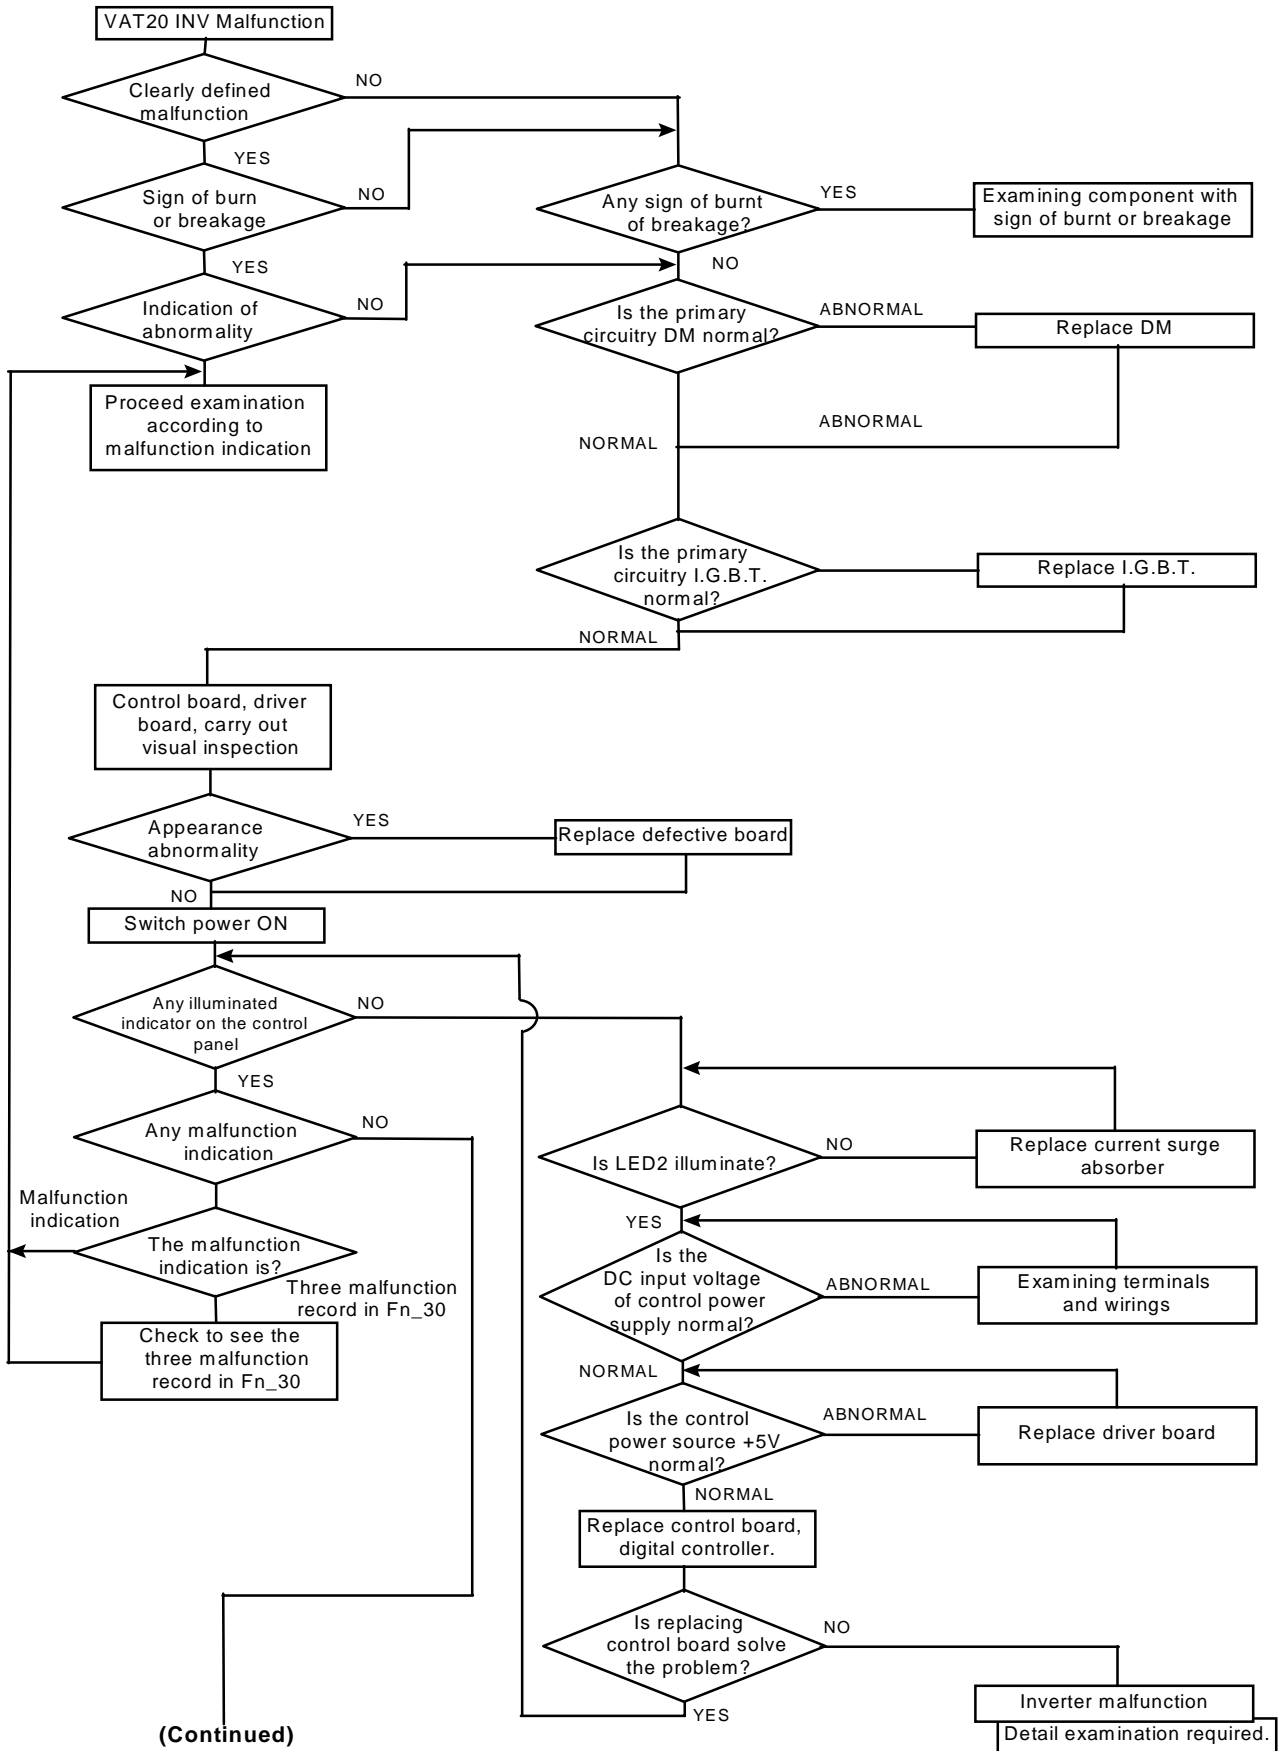 VAT20 INV Malfunction
Clearly defined
malfunction
NO
YES
Sign of burn
or breakage
NO
YES
Indication of
abnormality
NO
Proceed examination
according to
malfunction indication
Any sign of burnt
of breakage?
YES
Examining component with
sign of burnt or breakage
NO
Is the primary
circuitry DM normal?
ABNORMAL
Replace DM
ABNORMAL
NORMAL
Is the primary
circuitry I.G.B.T.
normal?
Replace I.G.B.T.
NORMAL
Control board, driver
board, carry out
visual inspection
Appearance
abnormality
YES
Replace defective board
NO
Switch power ON
Any illuminated
indicator on the control
panel
NO
YES
Any malfunction
indication
NO
Malfunction
indication
The malfunction
indication is?
Three malfunction
record in Fn_30
Check to see the
three malfunction
record in Fn_30
Is LED2 illuminate?
NO
Replace current surge
absorber
YES
Is the
DC input voltage
of control power
supply normal?
ABNORMAL
Examining terminals
and wirings
NORMAL
Is the control
power source +5V
normal?
ABNORMAL
Replace driver board
NORMAL
Replace control board,
digital controller.
Is replacing
control board solve
the problem?
NO
YES
Inverter malfunction
Detail examination required.
(Continued)